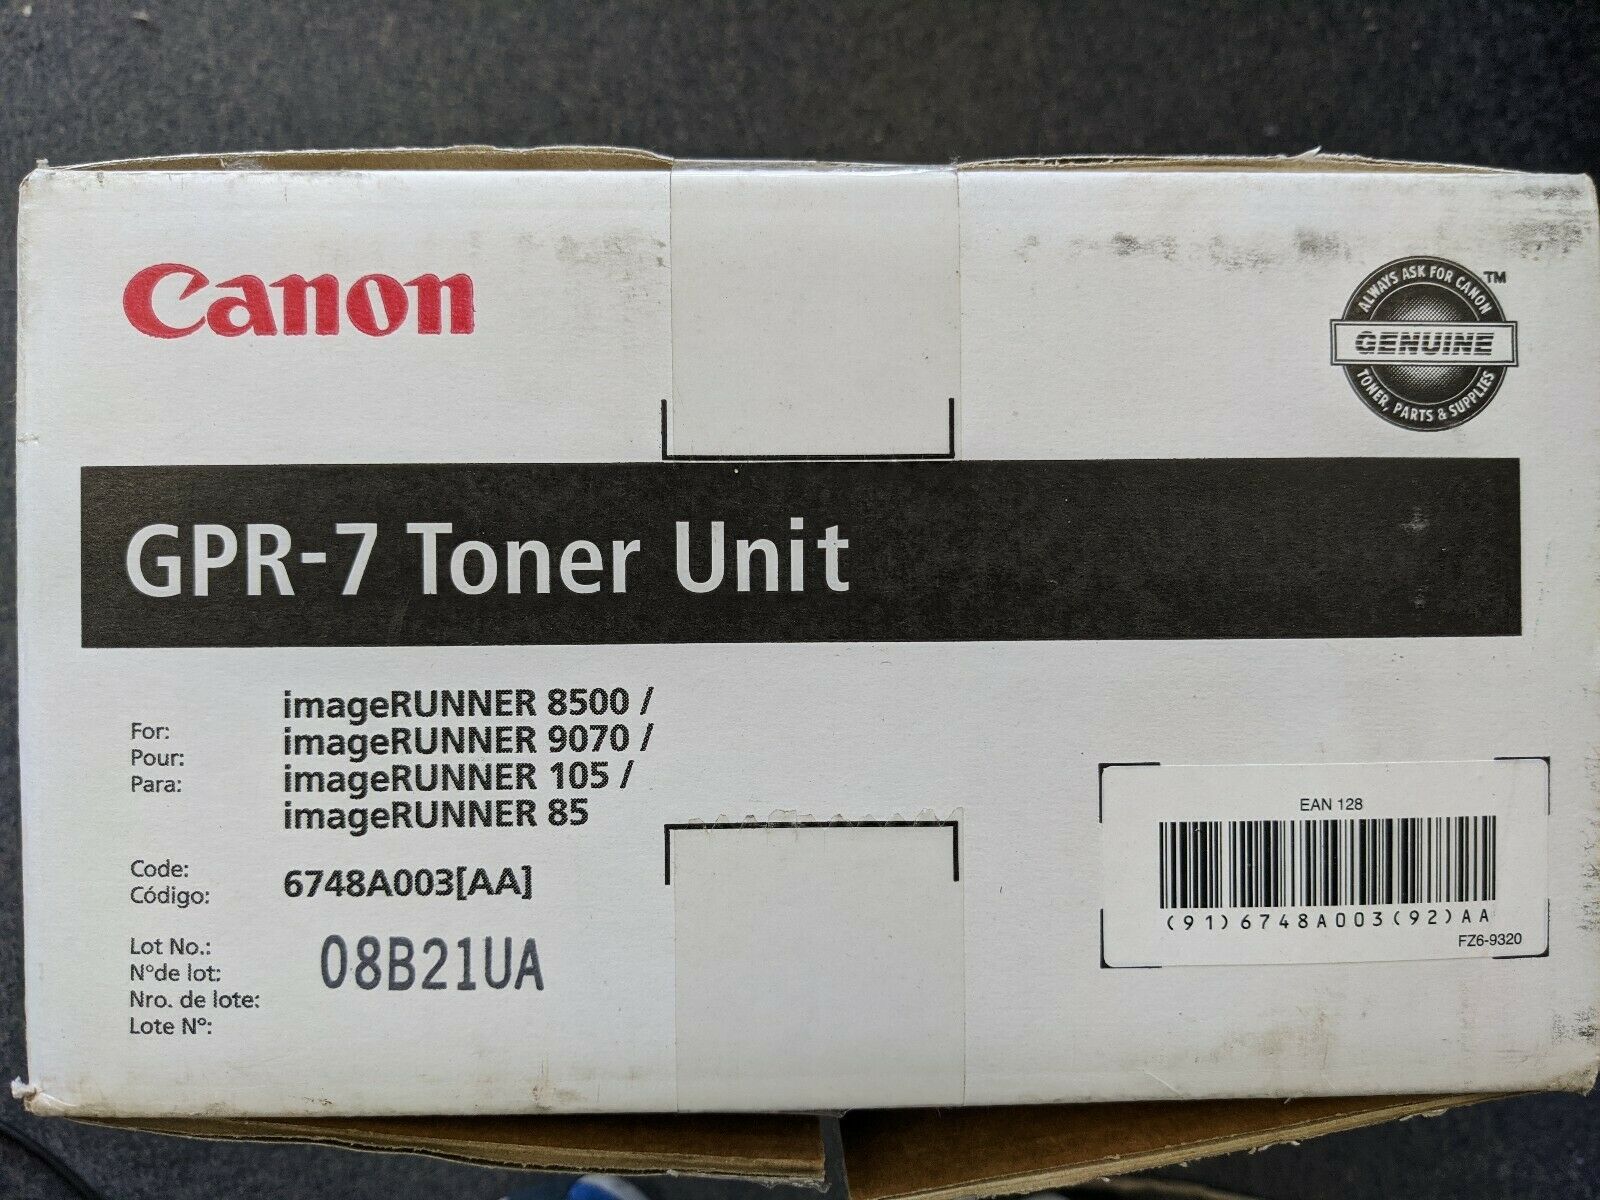 Canon
ALWAYS ASK FOR CANON
TM
GENUINE
TONER, PARTS & SUPPLIES
GPR-7 Toner Unit
For:
Pour:
Para:
imageRUNNER 8500 /
imageRUNNER 9070 /
imageRUNNER 105 /
imageRUNNER 85
Code:
Código:
6748A003[AA]
Lot No.:
N°de lot:
Nro. de lote:
Lote N°:
08B21UA
EAN 128
(91)6748A003(92)AA
FZ6-9320